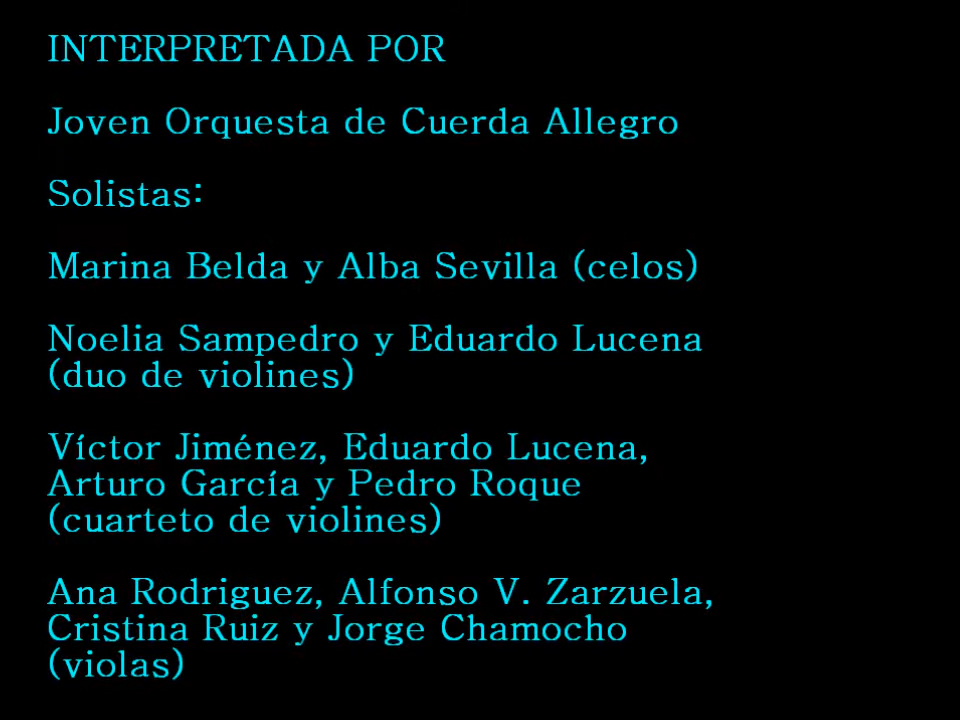 INTERPRETADA POR
Joven Orquesta de Cuerda Allegro
Solistas:
Marina Belda y Alba Sevilla (celos)
Noelia Sampedro y Eduardo Lucena
(duo de violines)
Víctor Jiménez, Eduardo Lucena,
Arturo García y Pedro Roque
(cuarteto de violines)
Ana Rodriguez, Alfonso V. Zarzuela,
Cristina Ruiz y Jorge Chamocho
(violas)